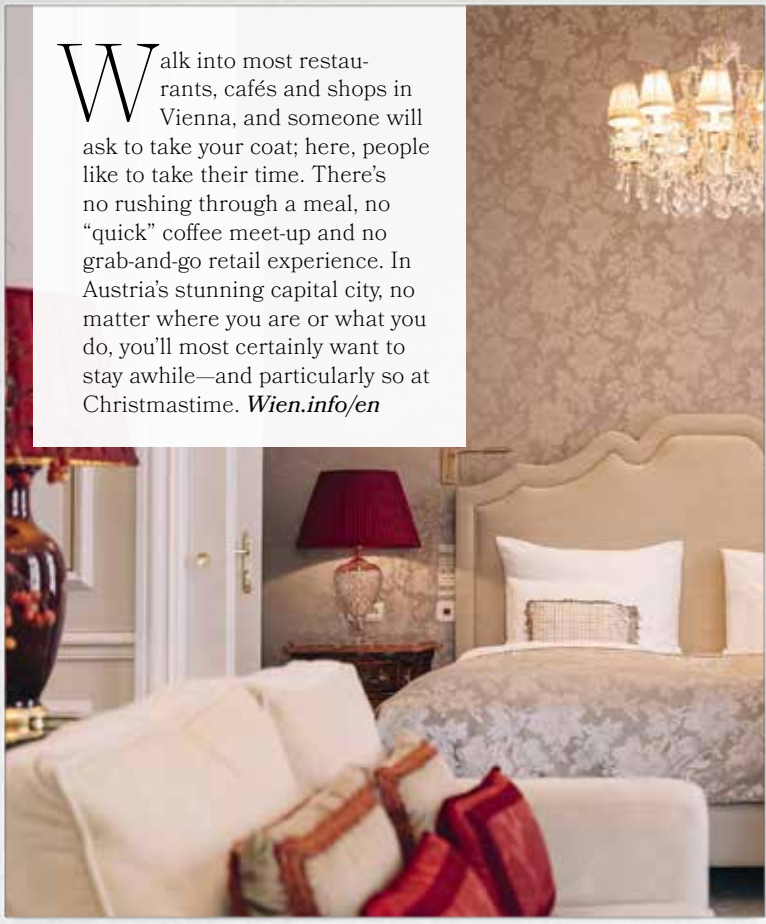 Walk into most restau-
rants, cafés and shops in
Vienna, and someone will
ask to take your coat; here, people
like to take their time. There’s
no rushing through a meal, no
“quick” coffee meet-up and no
grab-and-go retail experience. In
Austria’s stunning capital city, no
matter where you are or what you
do, you’ll most certainly want to
stay awhile—and particularly so at
Christmastime. Wien.info/en